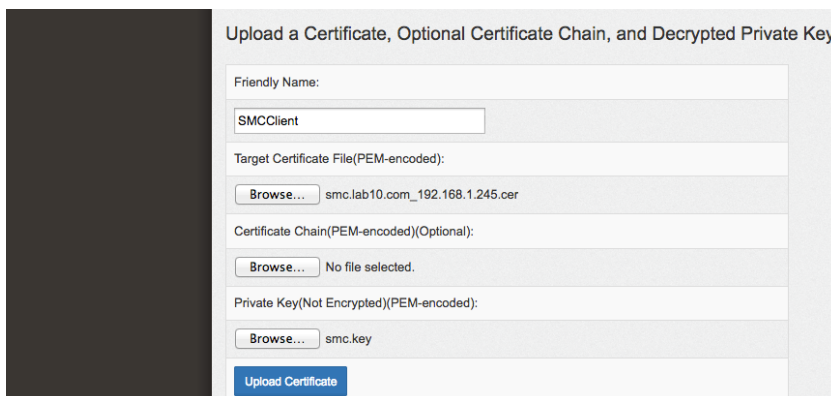 Upload a Certificate, Optional Certificate Chain, and Decrypted Private Key
Friendly Name:
SMCClient
Target Certificate File(PEM-encoded):
Browse... smc.lab10.com_192.168.1.245.cer
Certificate Chain(PEM-encoded)(Optional):
Browse... No file selected.
Private Key(Not Encrypted)(PEM-encoded):
Browse... smc.key
Upload Certificate